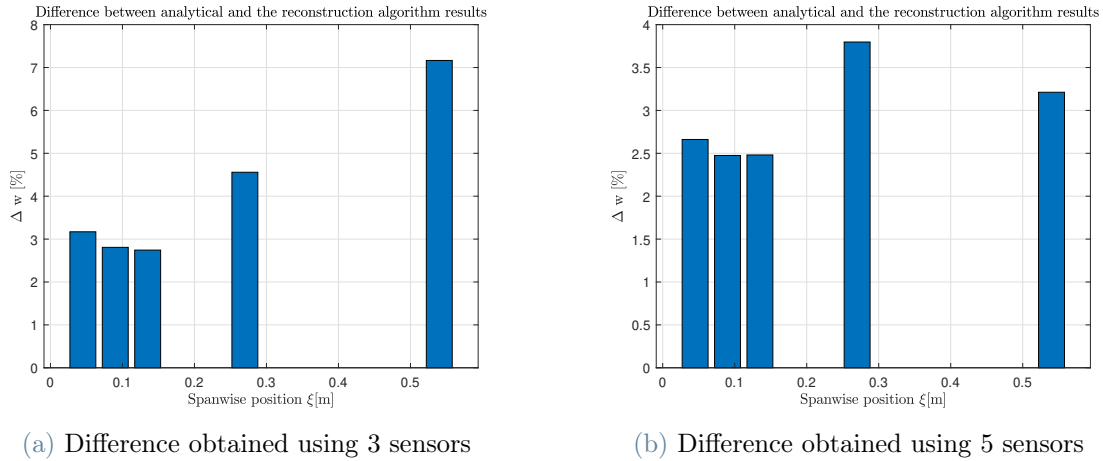 Difference between analytical and the reconstruction algorithm results
8
7
6
5
4
3
2
1
0
Δ w [%]
0 0.1 0.2 0.3 0.4 0.5
Spanwise position ξ[m]
(a) Difference obtained using 3 sensors
Difference between analytical and the reconstruction algorithm results
4
3.5
3
2.5
2
1.5
1
0.5
0
Δ w [%]
0 0.1 0.2 0.3 0.4 0.5
Spanwise position ξ[m]
(b) Difference obtained using 5 sensors